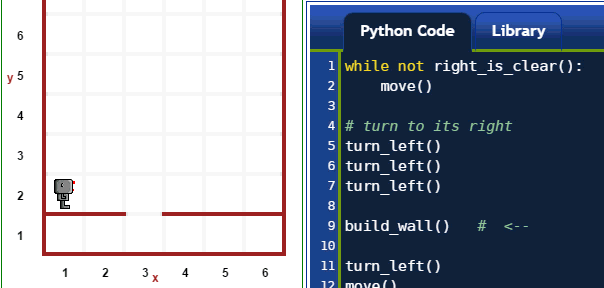 6
y 5
4
3
2
1
1 2 3 x 4 5 6
Python Code Library
1 while not right_is_clear():
2 move()
3
4 # turn to its right
5 turn_left()
6 turn_left()
7 turn_left()
8
9 build_wall() # <--
10
11 turn_left()
12 move()